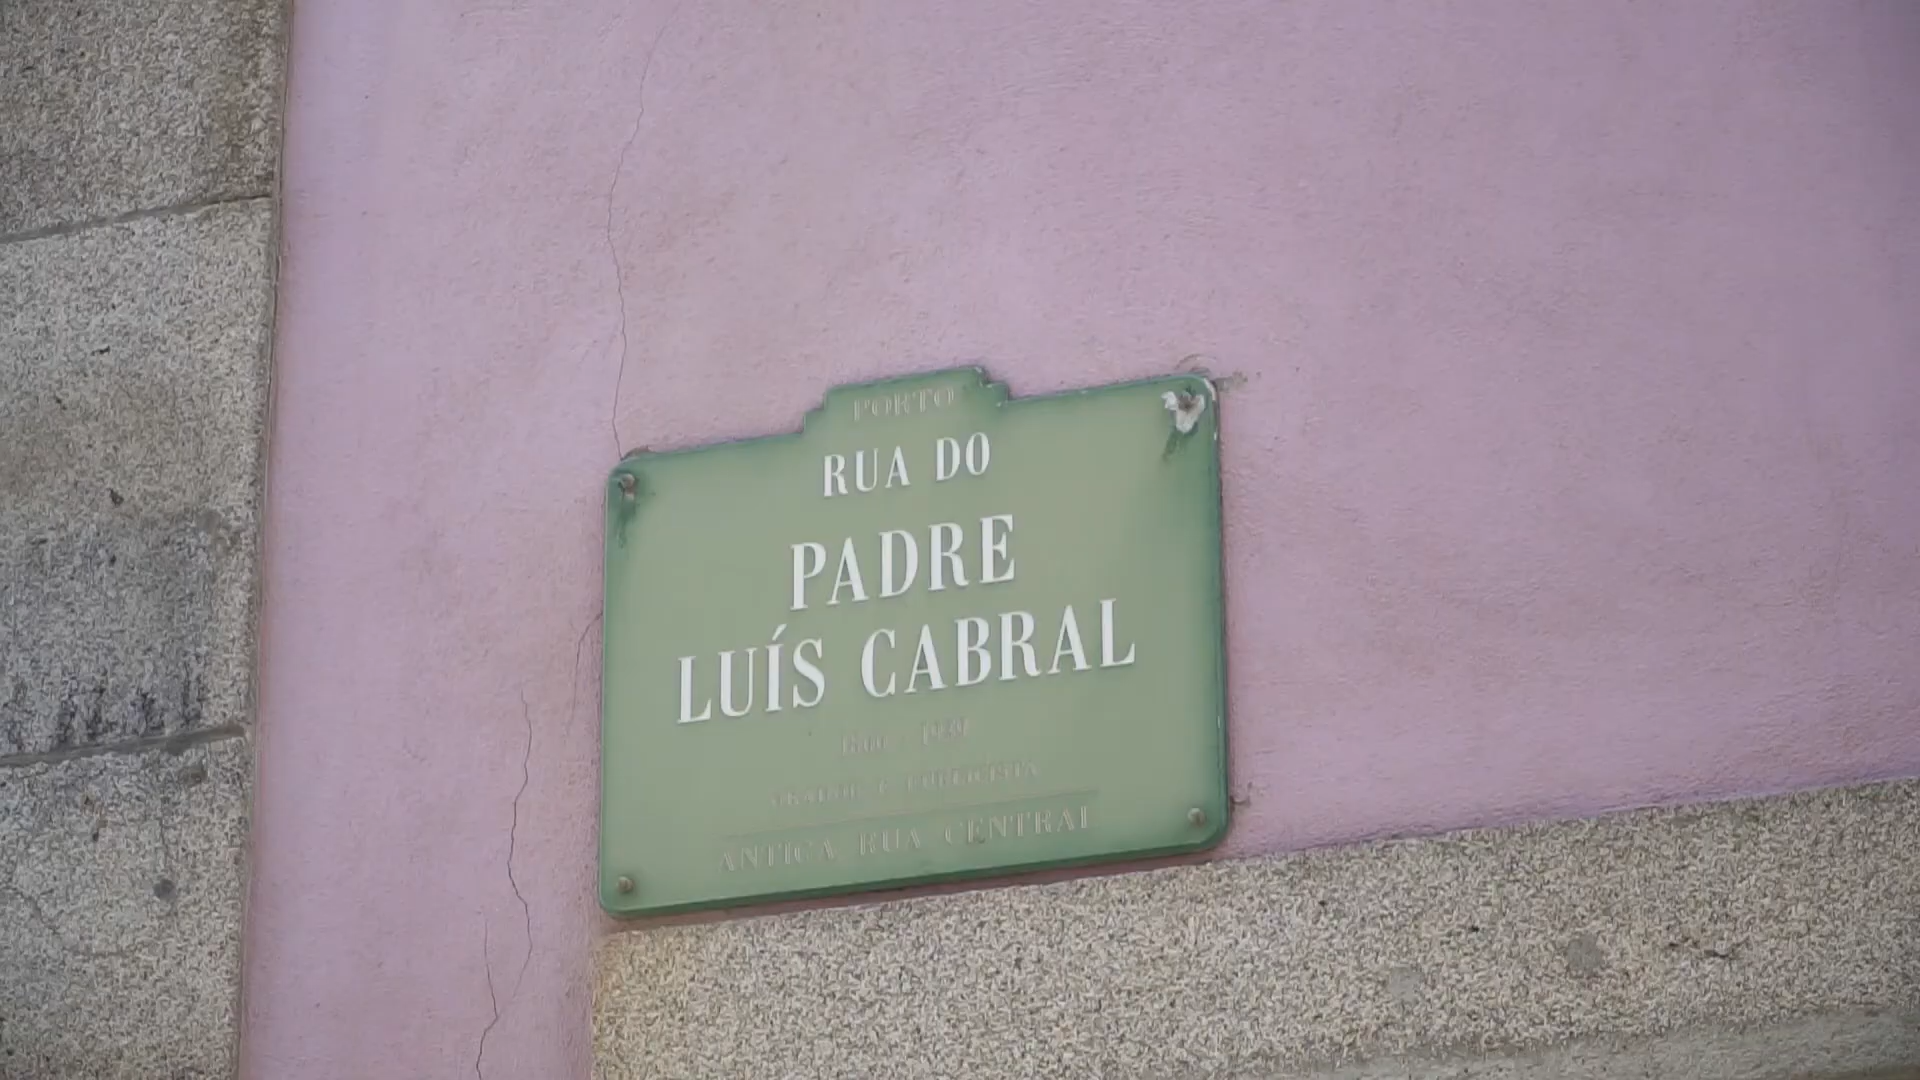 PORTO
RUA DO
PADRE
LUÍS CABRAL
ANTIGA RUA CENTRAL